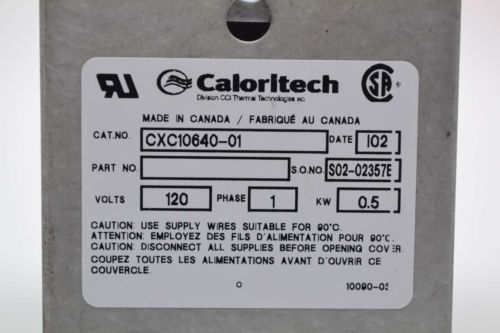 Caloritech
Division CCI Thermal Technologies Inc.
MADE IN CANADA / FABRIQUÉ AU CANADA
CAT.NO. CXC10640-01 DATE I02
PART NO. S.O.NO. S02-02357E
VOLTS 120 PHASE 1 KW 0.5
CAUTION: USE SUPPLY WIRES SUITABLE FOR 90°C.
ATTENTION: EMPLOYEZ DES FILS D'ALIMENTATION POUR 90°C.
CAUTION: DISCONNECT ALL SUPPLIES BEFORE OPENING COVER.
COUPEZ TOUTES LES ALIMENTATIONS AVANT D'OUVRIR CE
COUVERCLE.
10090-03